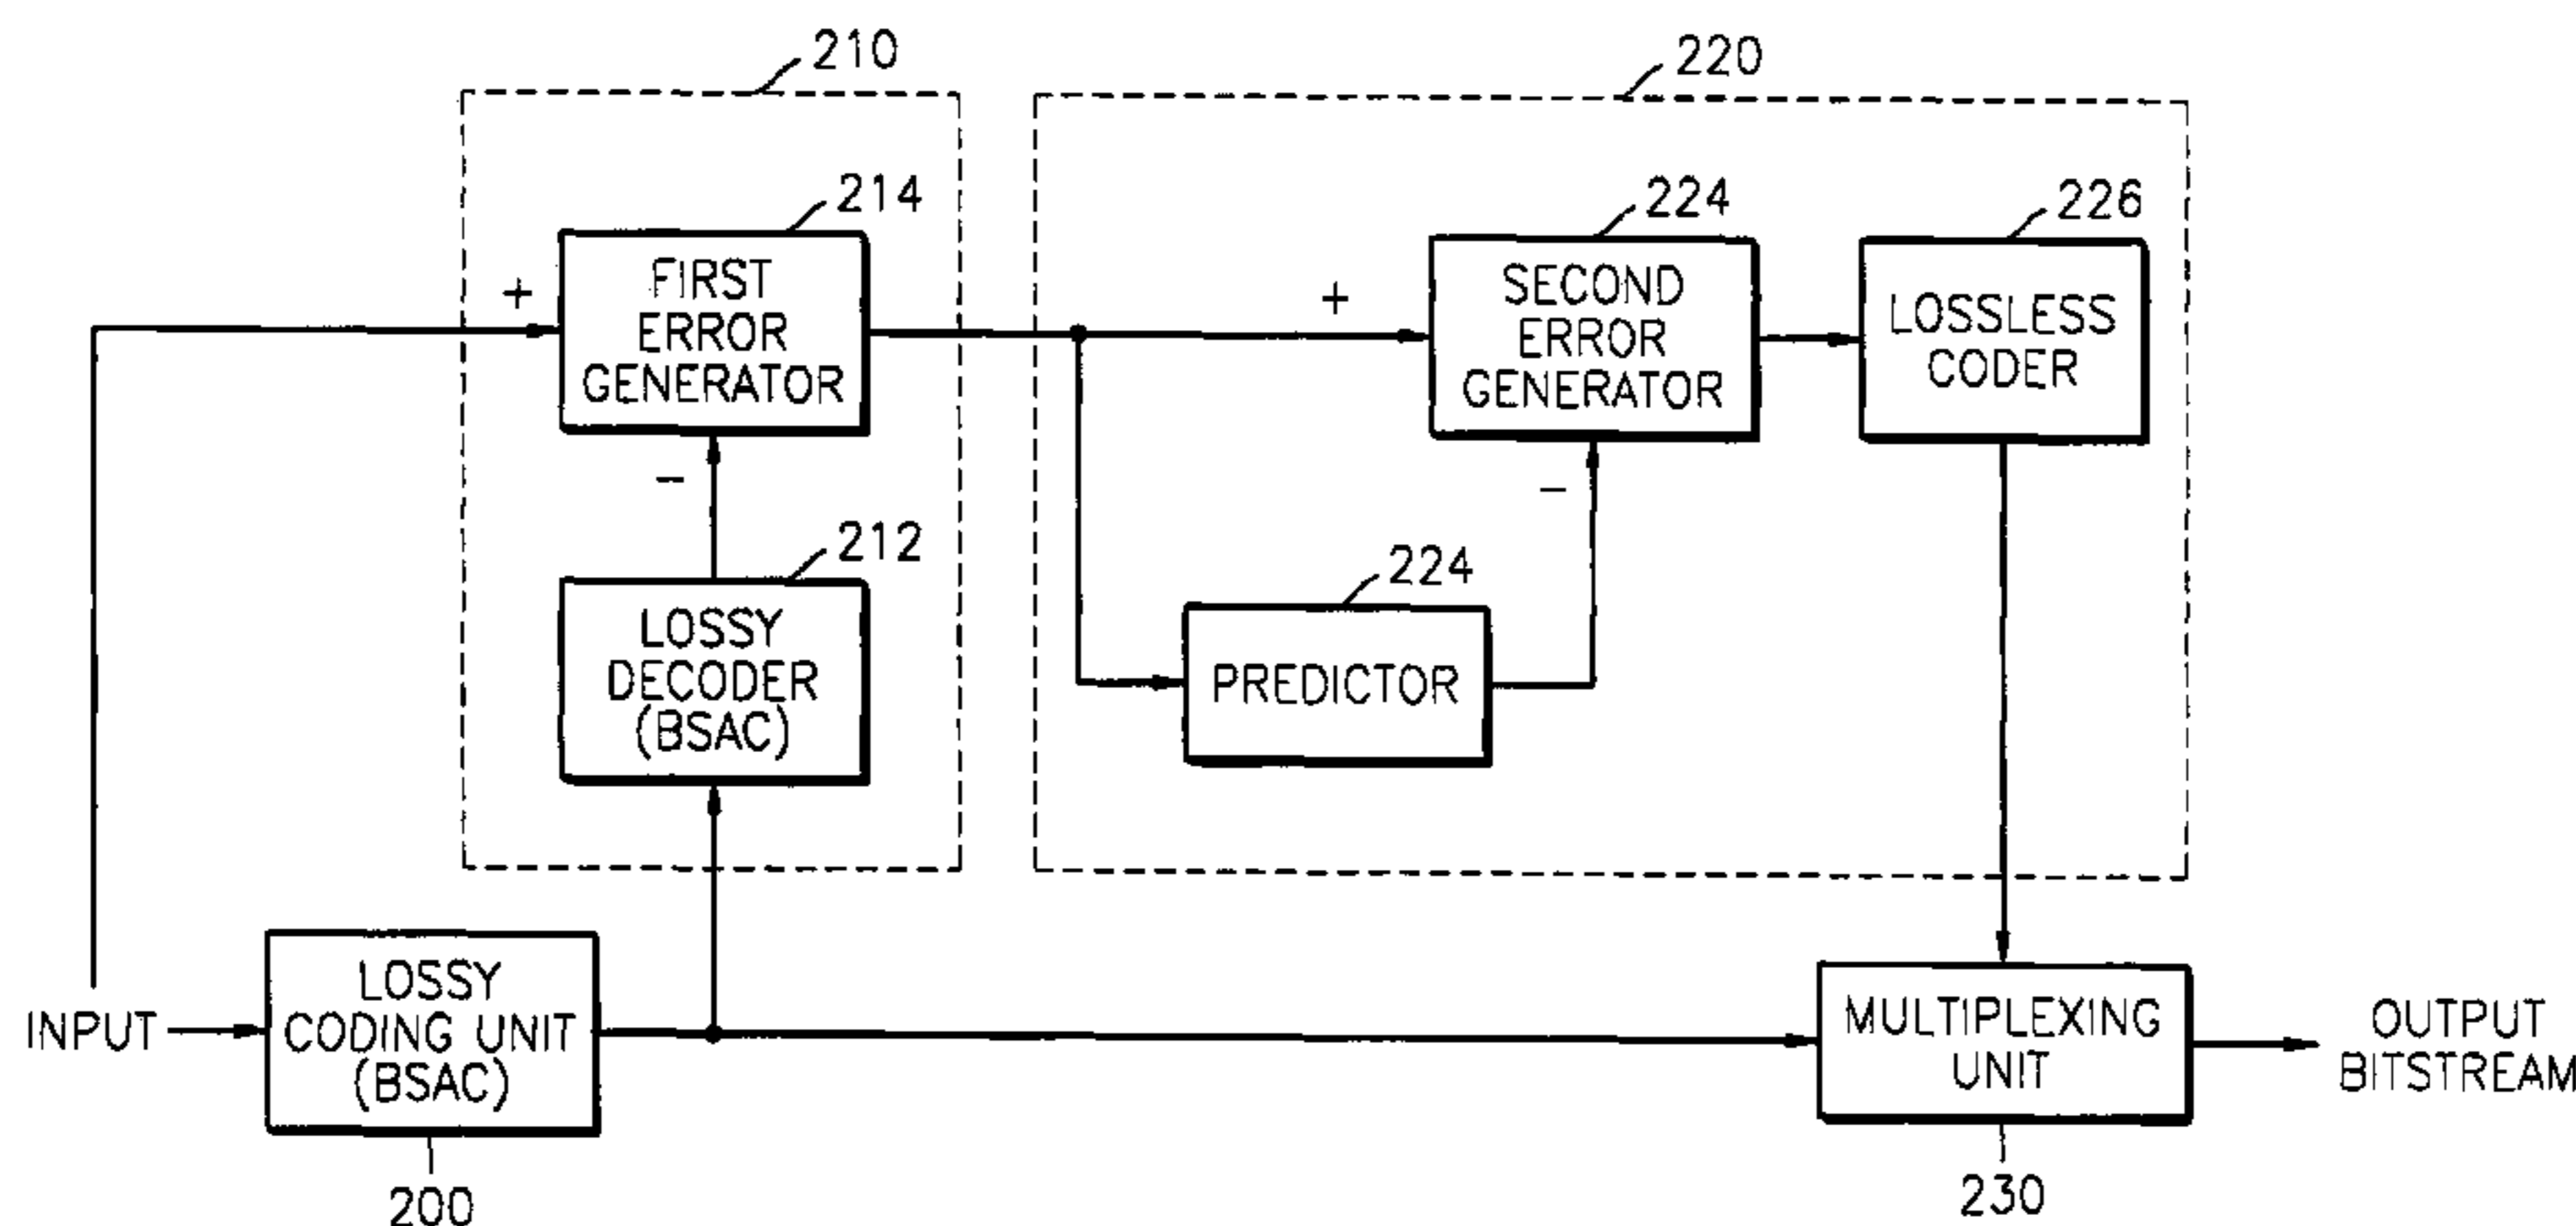 210
220
214
224
226
+
FIRST
ERROR
GENERATOR
+
SECOND
ERROR
GENERATOR
LOSSLESS
CODER
−
−
212
224
LOSSY
DECODER
(BSAC)
PREDICTOR
INPUT
LOSSY
CODING UNIT
(BSAC)
MULTIPLEXING
UNIT
OUTPUT
BITSTREAM
200
230